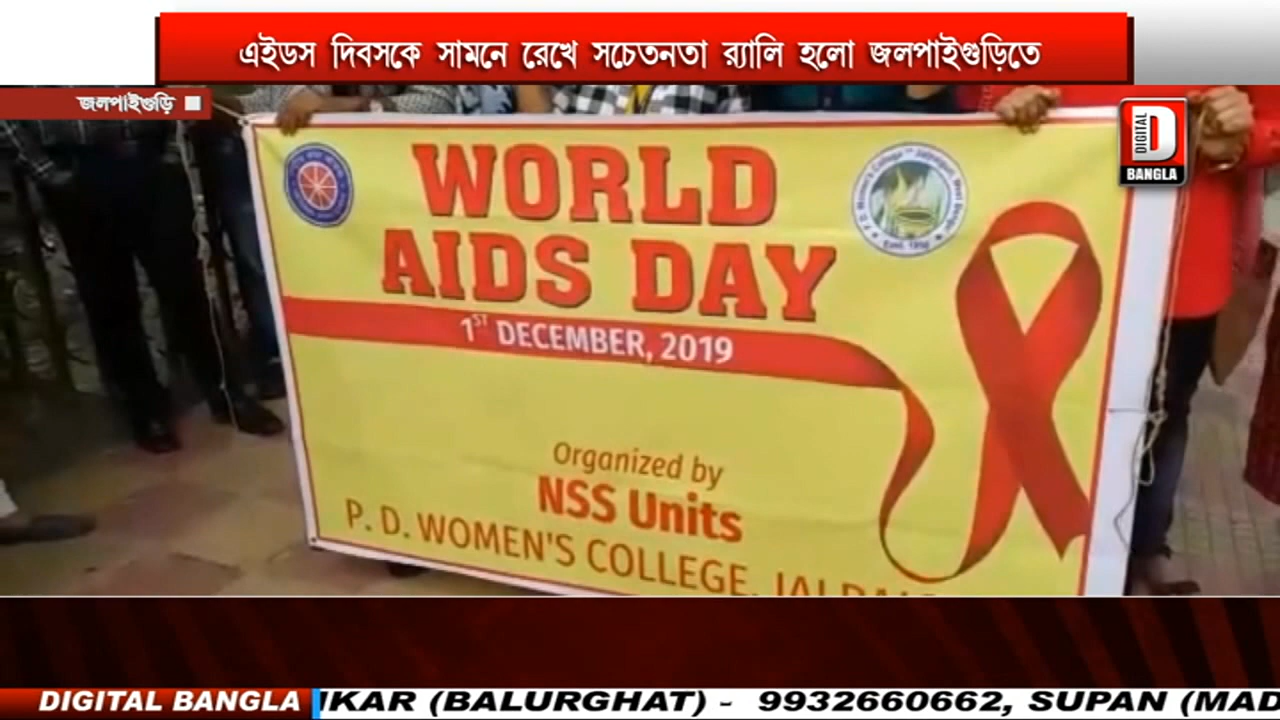 এইডস দিবসকে সামনে রেখে সচেতনতা র‍্যালি হলো জলপাইগুড়িতে
জলপাইগুড়ি
DIGITAL
BANGLA
WORLD
AIDS DAY
1ST DECEMBER, 2019
Organized by
NSS Units
P. D. WOMEN'S COLLEGE,
DIGITAL BANGLA
IKAR (BALURGHAT) - 9932660662, SUPAN (MAD